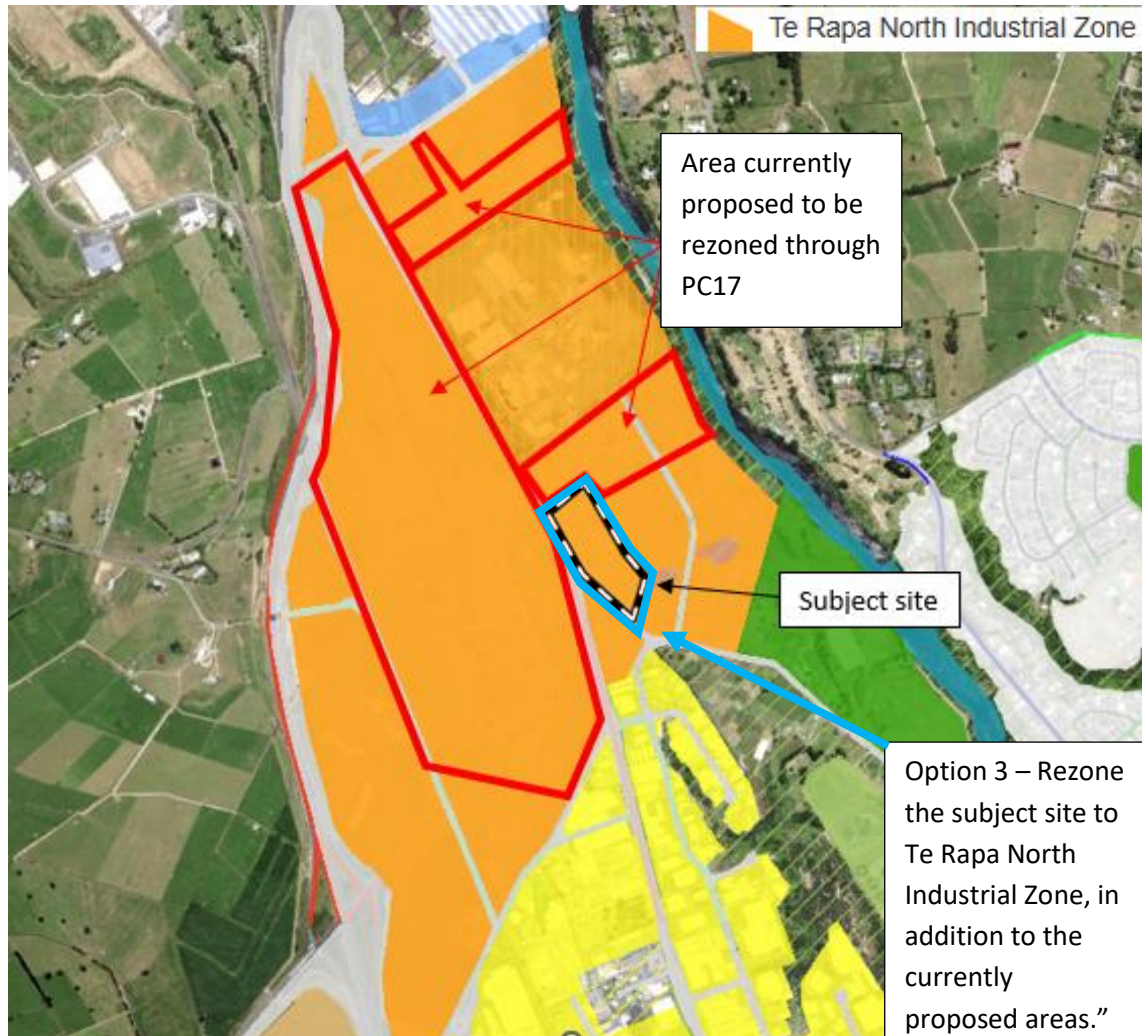 Te Rapa North Industrial Zone
Area currently
proposed to be
rezoned through
PC17
Subject site
Option 3 – Rezone
the subject site to
Te Rapa North
Industrial Zone, in
addition to the
currently
proposed areas.”